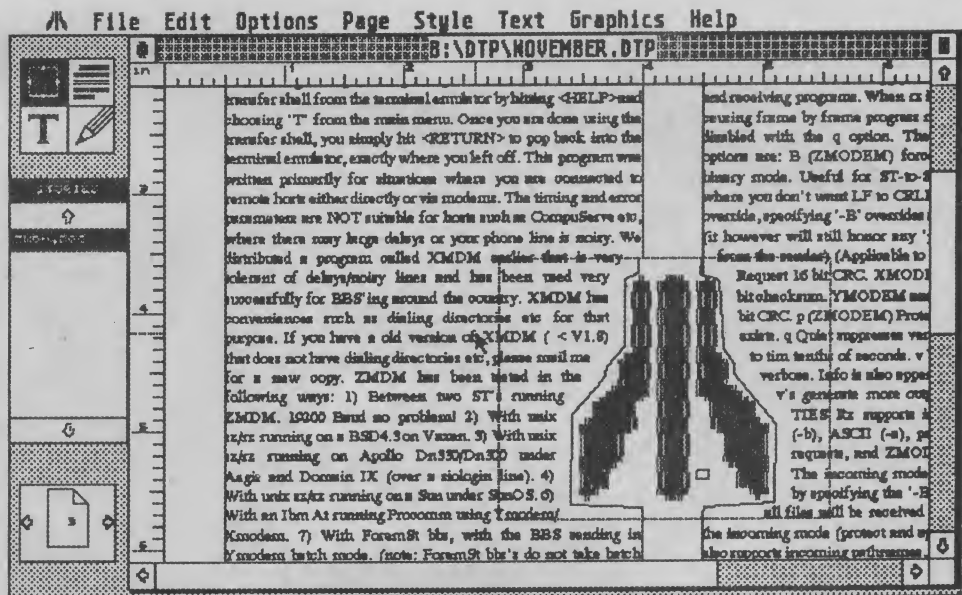 File Edit Options Page Style Text Graphics Help
B:\DTP\NOVEMBER.DTP
in
T
3
transfer shell from the terminal emulator by hitting <HELP> and
choosing 'T' from the main menu. Once you are done using the
transfer shell, you simply hit <RETURN> to pop back into the
terminal emulator, exactly where you left off. This program was
written primarily for situations where you are connected to
remote hosts either directly or via modems. The timing and error
parameters are NOT suitable for hosts such as CompuServe etc,
where there may large delays or your phone line is noisy. We
distributed a program called XMDM earlier that is very
tolerant of delays/noisy lines and has been used very
successfully for BBS'ing around the country. XMDM has
conveniances such as dialing directories etc for that
purpose. If you have a old version of XMDM ( < V1.8)
that does not have dialing directories etc, please mail me
for a new copy. ZMDM has been tested in the
following ways: 1) Between two ST's running
ZMDM. 19200 Baud no problems! 2) With unix
sz/rz running on a BSD4.3 on Vaxen. 3) With unix
sz/rz running on Apollo Dn330/Dn300 under
Aegis and Domain IX (over a siologin line). 4)
With unix sz/rz running on a Sun under SunOS. 6)
With an Ibm At running Procomm using Ymodem/
Xmodem. 7) With ForemSt bbs, with the BBS sending in
Ymodem batch mode. (note: ForemSt bbs's do not take batch
and receiving programs. When rz
causing frame by frame progress
disabled with the q option. The
options are: B (ZMODEM)
binary mode. Useful for
where you don't want LF to
override, specifying '-B' overrides
(it however will still honor any
from the sender) (Applicable to
Request 16 bit CRC.
bit checksum. YMODEM
bit CRC. p (ZMODEM)
exists. q Quiet suppresses
to tim tenths of seconds. v
verbose. Info is also
v's generate more
TIES Rz supports
(-b), ASCII (-a),
requests, and
The incoming mode
by specifying the
all files will be received
the incoming mode (protect and
also supports incoming pathnames